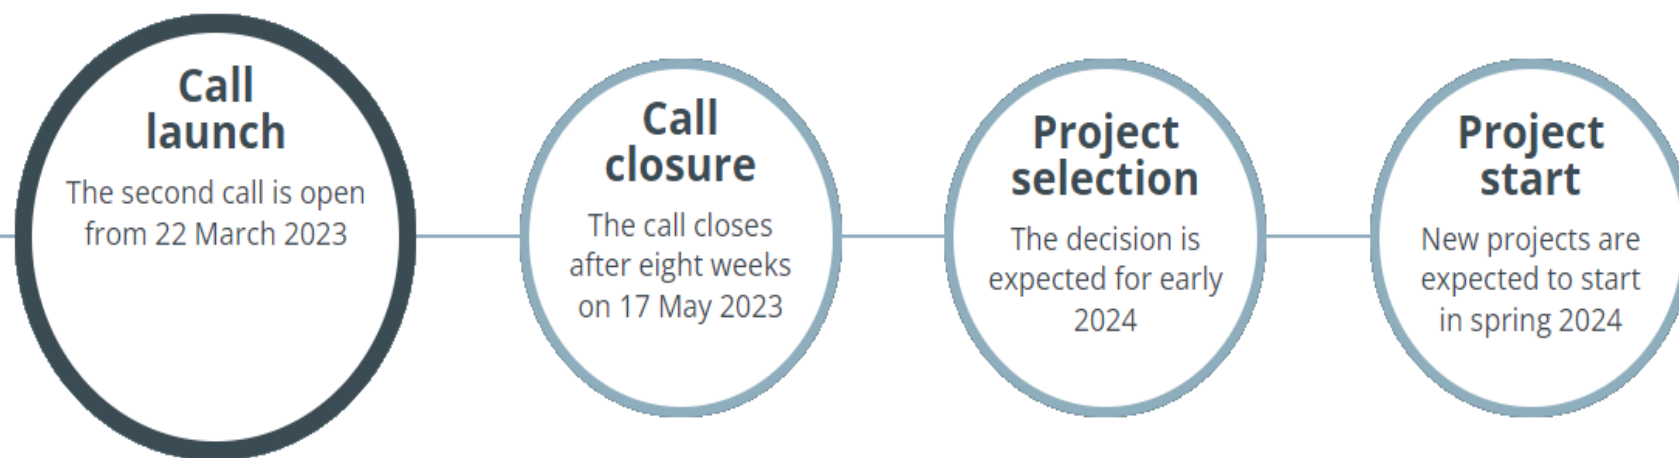 Call
launch
The second call is open
from 22 March 2023
Call
closure
The call closes
after eight weeks
on 17 May 2023
Project
selection
The decision is
expected for early
2024
Project
start
New projects are
expected to start
in spring 2024